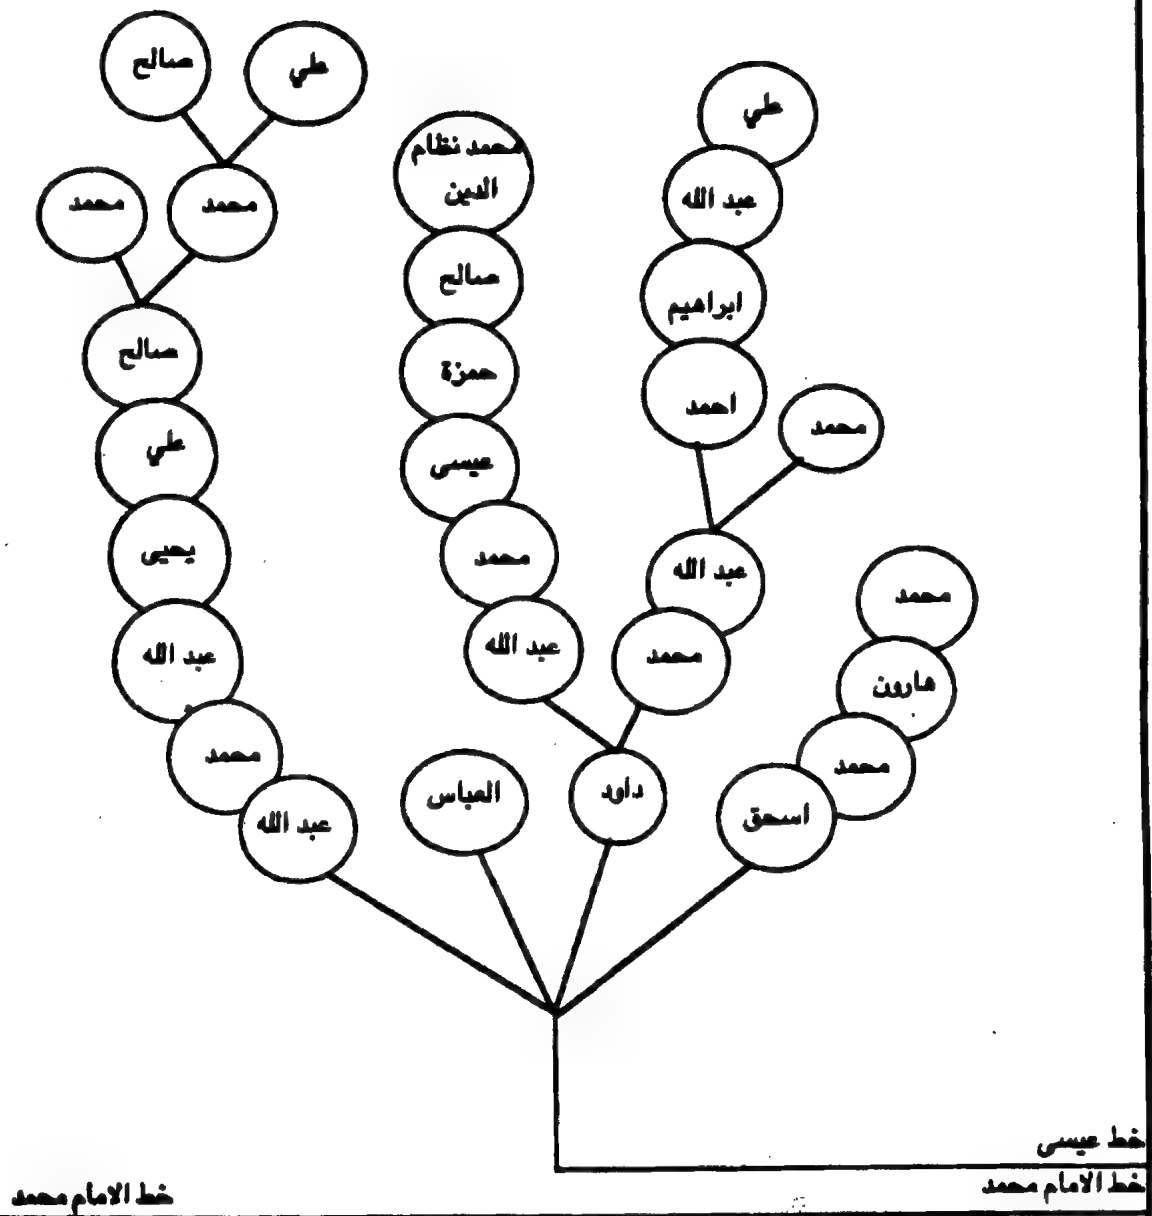 صالح
علي
علي
محمد نظام
الدين
محمد
محمد
عبد الله
صالح
ابراهيم
صالح
حمزة
احمد
محمد
علي
عيسى
يحيى
محمد
عبد الله
محمد
عبد الله
عبد الله
محمد
هارون
محمد
محمد
العباس
داود
اسحق
عبد الله
خط عيسى
خط الامام محمد
خط الامام محمد